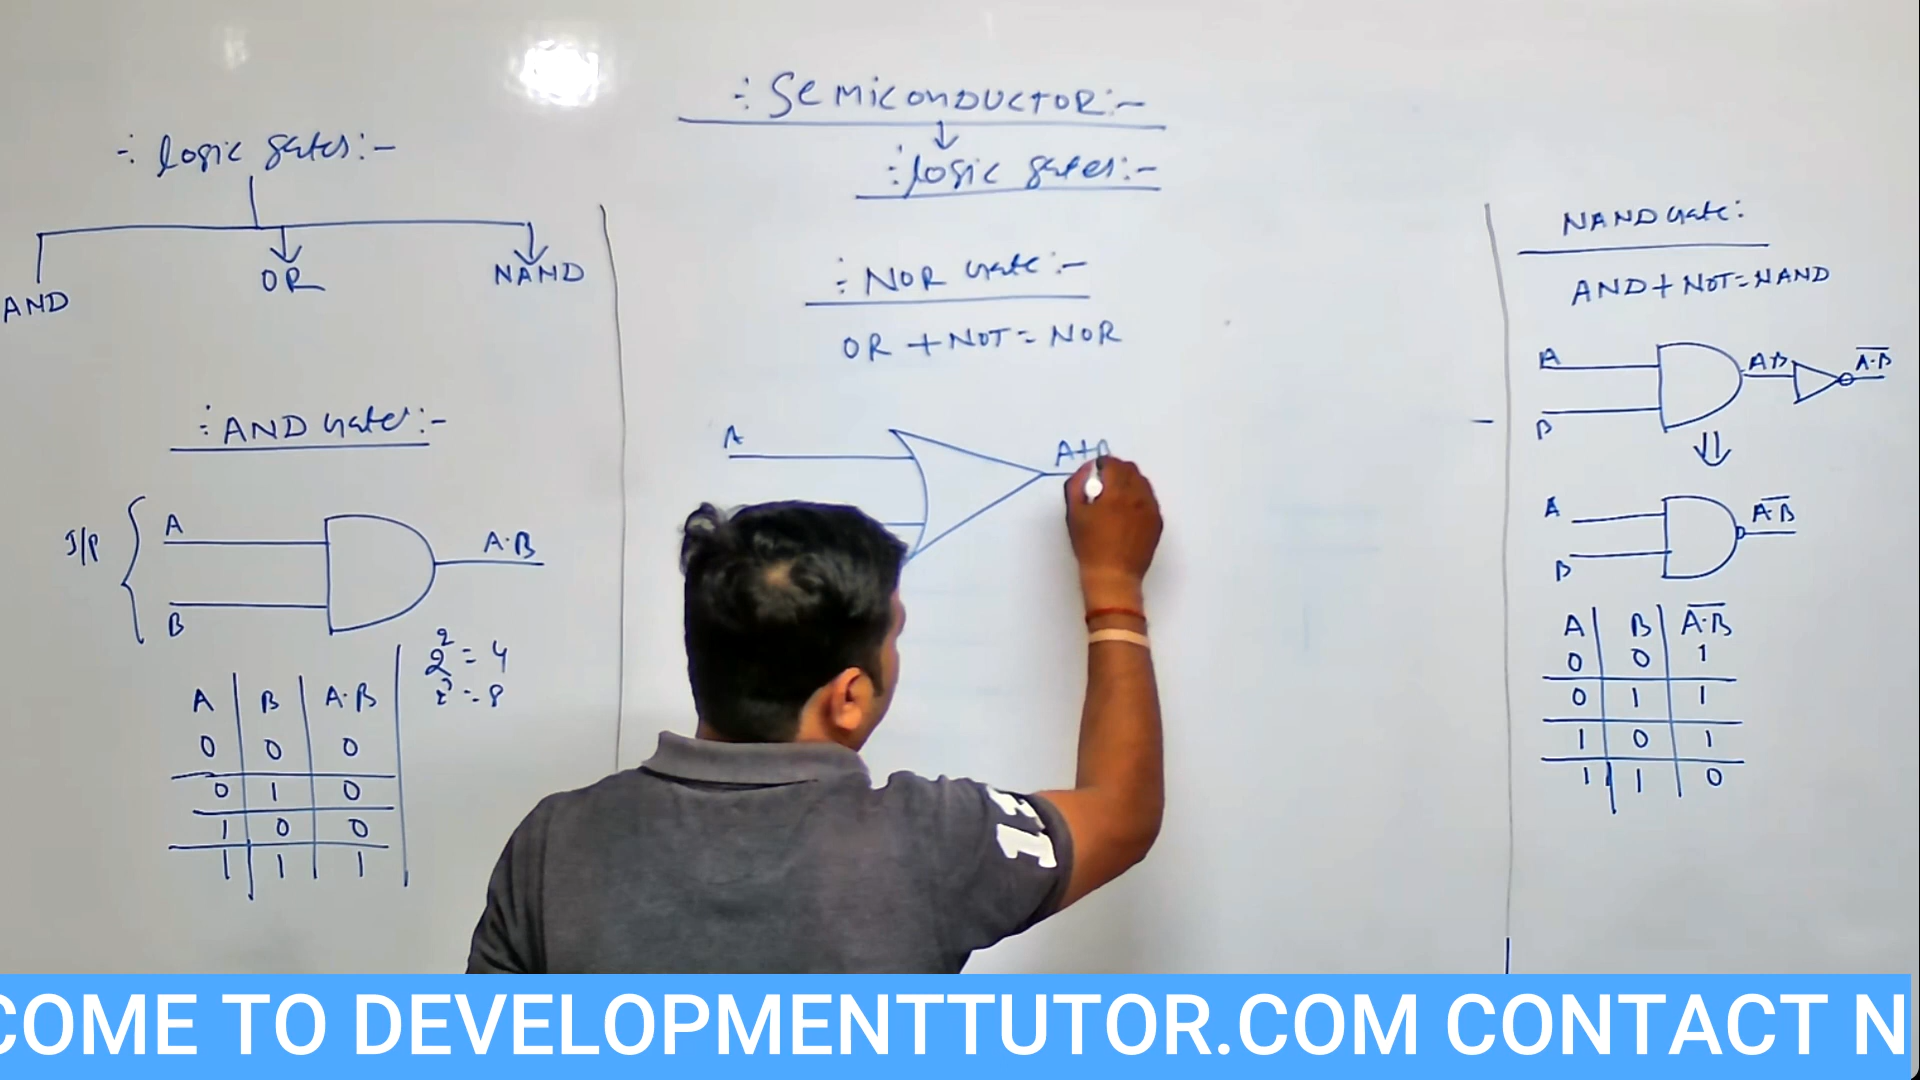 :SEMICONDUCTOR:-
:logic gates:-
: logic gates:-
AND
OR
NAND
:AND Gate:-
I/P
A
A·B
B
2² = 4
2³ = 8
A B A·B
0 0 0
0 1 0
1 0 0
1 1 1
:NOR Gate:-
OR + NOT = NOR
A
A+B
NAND Gate:
AND + NOT = NAND
A
AB
A̅·̅B̅
B
A
A̅·̅B̅
B
A B A̅·̅B̅
0 0 1
0 1 1
1 0 1
1 1 0
13
COME TO DEVELOPMENTTUTOR.COM CONTACT N